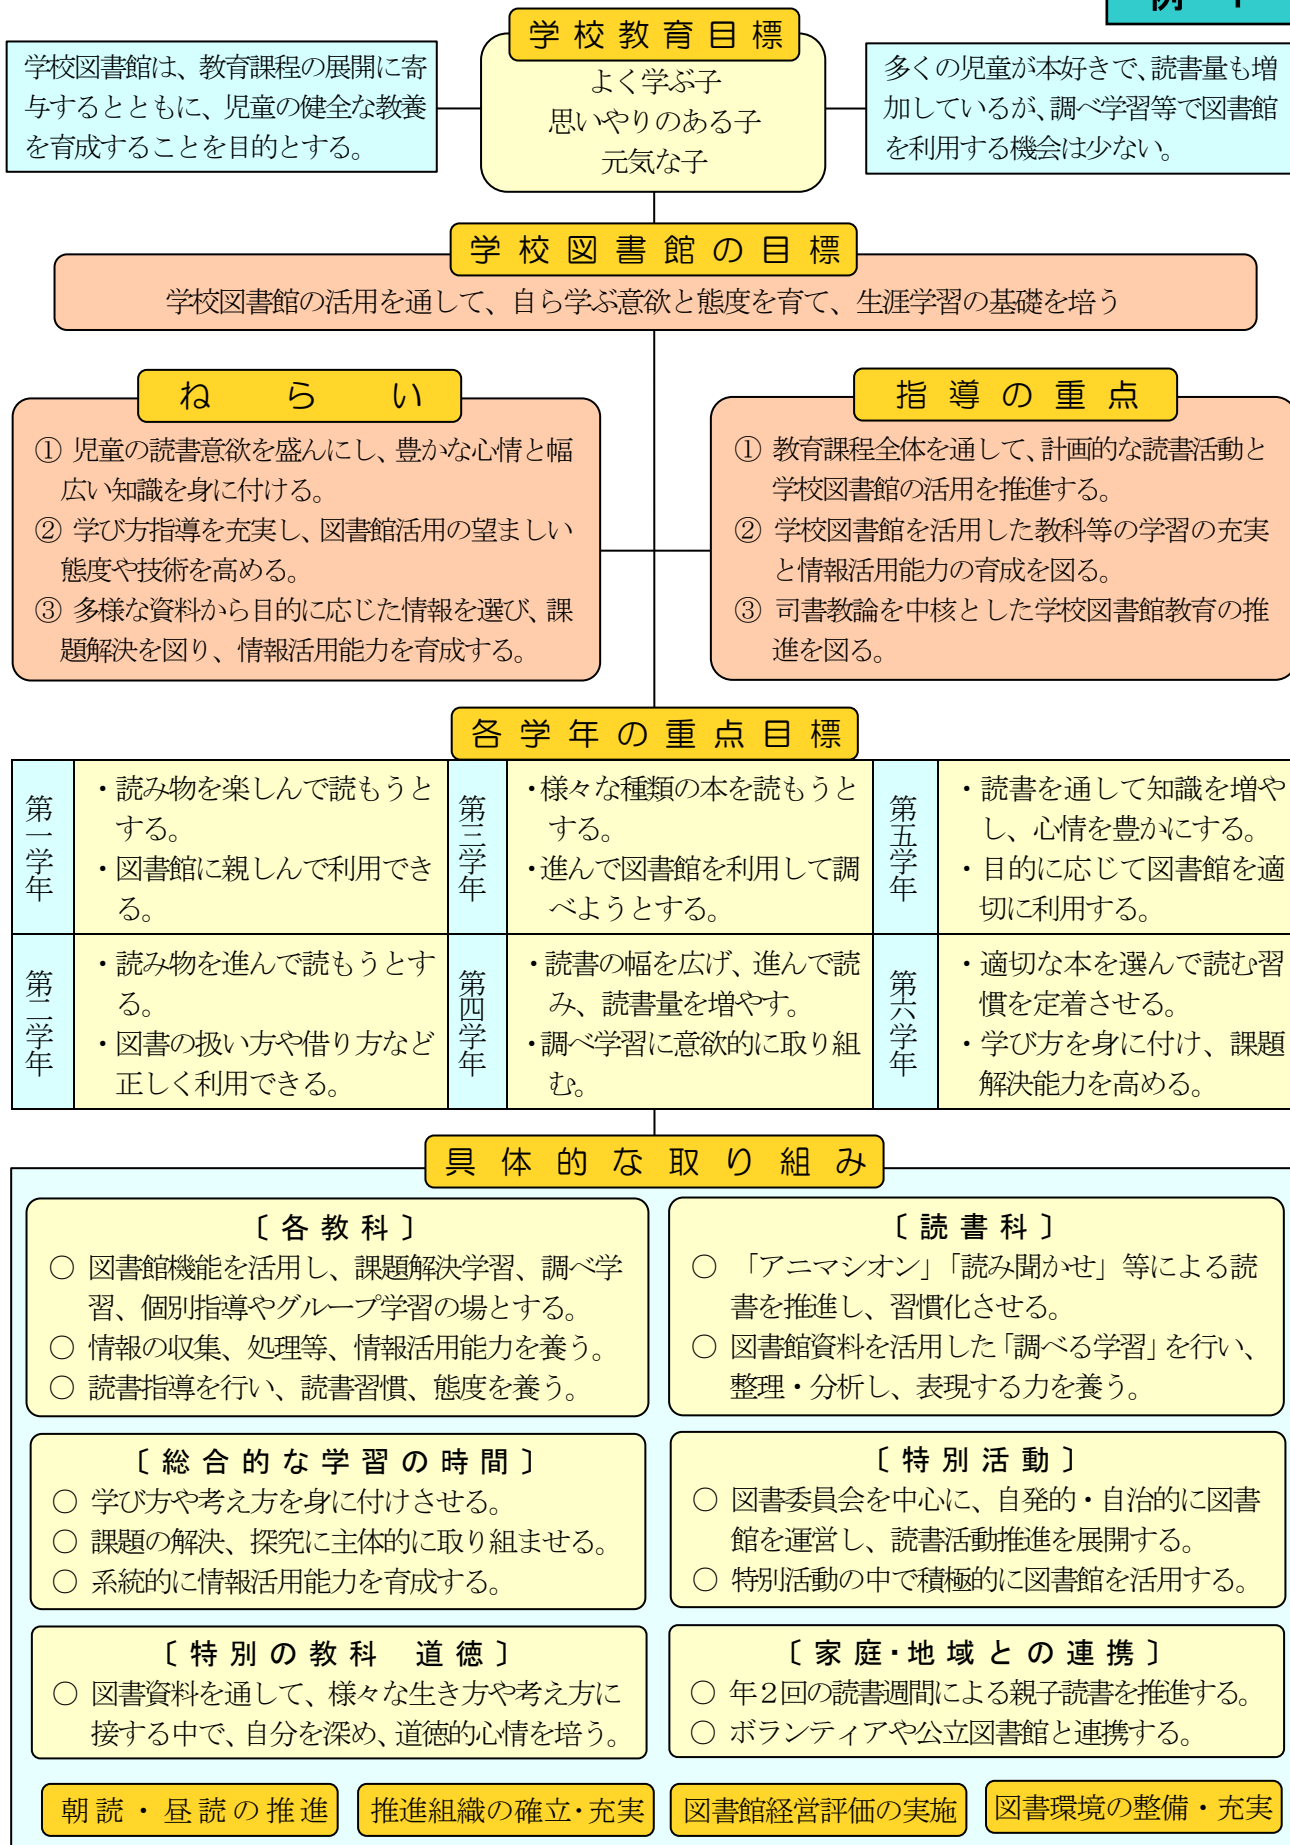 学校教育目標
学校図書館は、教育課程の展開に寄
与するとともに、児童の健全な教養
を育成することを目的とする。
よく学ぶ子
思いやりのある子
元気な子
多くの児童が本好きで、読書量も増
加しているが、調べ学習等で図書館
を利用する機会は少ない。
学校図書館の目標
学校図書館の活用を通して、自ら学ぶ意欲と態度を育て、生涯学習の基礎を培う
ねらい
① 児童の読書意欲を盛んにし、豊かな心情と幅
広い知識を身に付ける。
② 学び方指導を充実し、図書館活用の望ましい
態度や技術を高める。
③ 多様な資料から目的に応じた情報を選び、課
題解決を図り、情報活用能力を育成する。
指導の重点
① 教育課程全体を通して、計画的な読書活動と
学校図書館の活用を推進する。
② 学校図書館を活用した教科等の学習の充実
と情報活用能力の育成を図る。
③ 司書教諭を中核とした学校図書館教育の推
進を図る。
各学年の重点目標
第一学年
・読み物を楽しんで読もうと
する。
・図書館に親しんで利用でき
る。
第三学年
・様々な種類の本を読もうと
する。
・進んで図書館を利用して調
べようとする。
第五学年
・読書を通して知識を増や
し、心情を豊かにする。
・目的に応じて図書館を適
切に利用する。
第二学年
・読み物を進んで読もうとす
る。
・図書の扱い方や借り方など
正しく利用できる。
第四学年
・読書の幅を広げ、進んで読
み、読書量を増やす。
・調べ学習に意欲的に取り組
む。
第六学年
・適切な本を選んで読む習
慣を定着させる。
・学び方を身に付け、課題
解決能力を高める。
具体的な取り組み
〔各教科〕
○ 図書館機能を活用し、課題解決学習、調べ学
習、個別指導やグループ学習の場とする。
○ 情報の収集、処理等、情報活用能力を養う。
○ 読書指導を行い、読書習慣、態度を養う。
〔読書科〕
○ 「アニマシオン」「読み聞かせ」等による読
書を推進し、習慣化させる。
○ 図書館資料を活用した「調べる学習」を行い、
整理・分析し、表現する力を養う。
〔総合的な学習の時間〕
○ 学び方や考え方を身に付けさせる。
○ 課題の解決、探究に主体的に取り組ませる。
○ 系統的に情報活用能力を育成する。
〔特別活動〕
○ 図書委員会を中心に、自発的・自治的に図書
館を運営し、読書活動推進を展開する。
○ 特別活動の中で積極的に図書館を活用する。
〔特別の教科 道徳〕
○ 図書資料を通して、様々な生き方や考え方に
接する中で、自分を深め、道徳的心情を培う。
〔家庭・地域との連携〕
○ 年２回の読書週間による親子読書を推進する。
○ ボランティアや公立図書館と連携する。
朝読・昼読の推進
推進組織の確立・充実
図書館経営評価の実施
図書環境の整備・充実